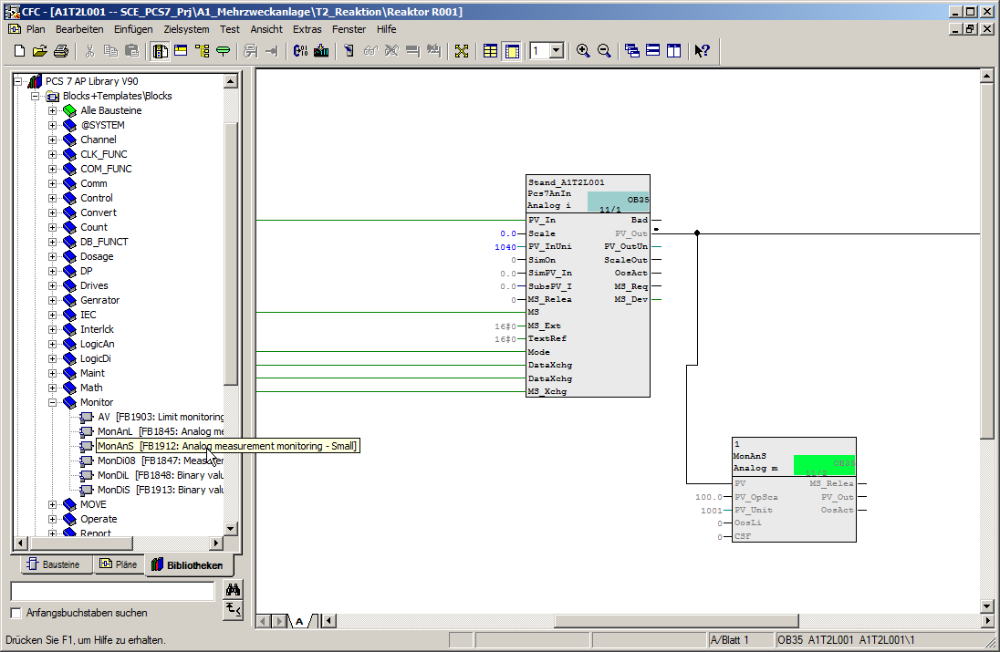 CFC - [A1T2L001 -- SCE_PCS7_Prj\A1_Mehrzweckanlage\T2_Reaktion\Reaktor R001]
Plan Bearbeiten Einfügen Zielsystem Test Ansicht Extras Fenster Hilfe
1
PCS 7 AP Library V90
Blocks+Templates\Blocks
Alle Bausteine
@SYSTEM
Channel
CLK_FUNC
COM_FUNC
Comm
Control
Convert
Count
DB_FUNCT
Dosage
DP
Drives
Genrator
IEC
Interlck
LogicAn
LogicDi
Maint
Math
Monitor
AV [FB1903: Limit monitoring
MonAnL [FB1845: Analog me
MonAnS [FB1912: Analog measurement monitoring - Small]
MonDi08 [FB1847: Measurem
MonDiL [FB1848: Binary valu
MonDiS [FB1913: Binary valu
MOVE
Operate
Report
Bausteine Pläne Bibliotheken
Anfangsbuchstaben suchen
Stand_A1T2L001
Pcs7AnIn OB35
Analog i 11/1
PV_In Bad
0.0 Scale PV_Out
1040 PV_InUni PV_OutUn
0 SimOn ScaleOut
0.0 SimPV_In OosAct
0.0 SubsPV_I MS_Req
0 MS_Relea MS_Dev
MS
16#0 MS_Ext
16#0 TextRef
Mode
DataXchg
DataXchg
MS_Xchg
1
MonAnS OB35
Analog m 11/2
PV MS_Relea
100.0 PV_OpSca PV_Out
1001 PV_Unit OosAct
0 OosLi
0 CSF
A
Drücken Sie F1, um Hilfe zu erhalten. A/Blatt 1 OB35 A1T2L001 A1T2L001\1